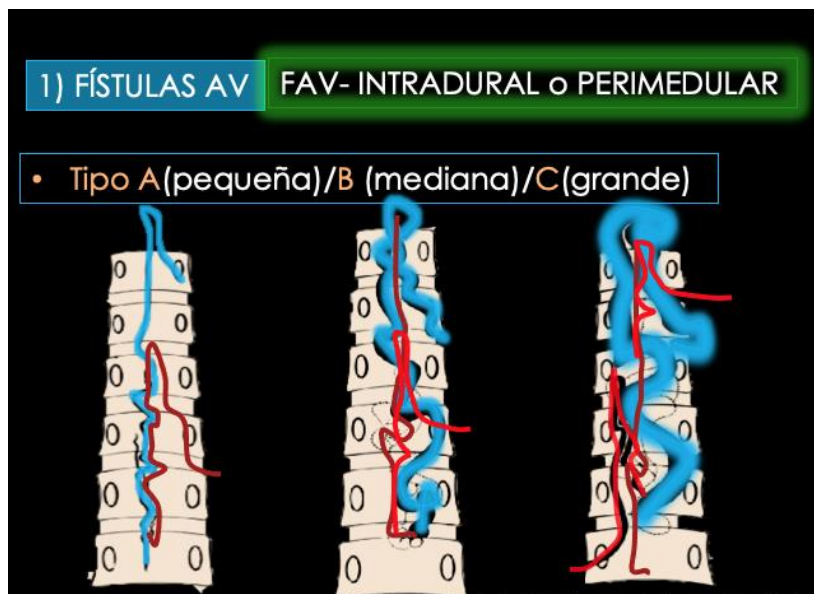 1) FÍSTULAS AV FAV- INTRADURAL o PERIMEDULAR
• Tipo A(pequeña)/B (mediana)/C(grande)